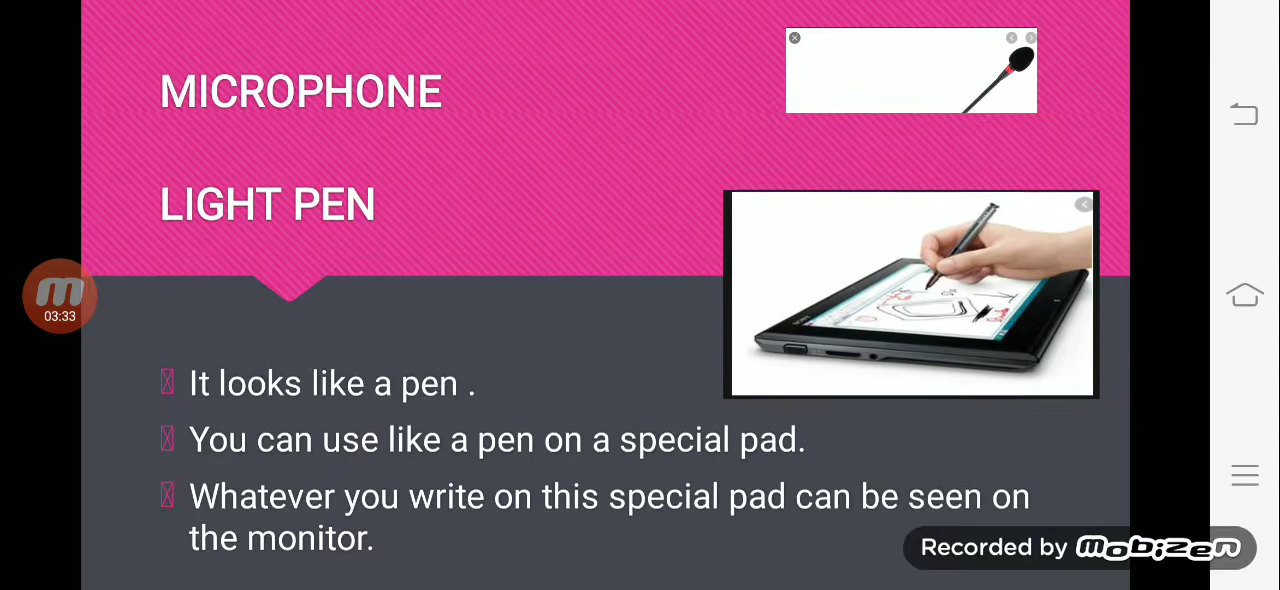 MICROPHONE
LIGHT PEN
03:33
It looks like a pen .
You can use like a pen on a special pad.
Whatever you write on this special pad can be seen on
the monitor.
Recorded by Mobizen